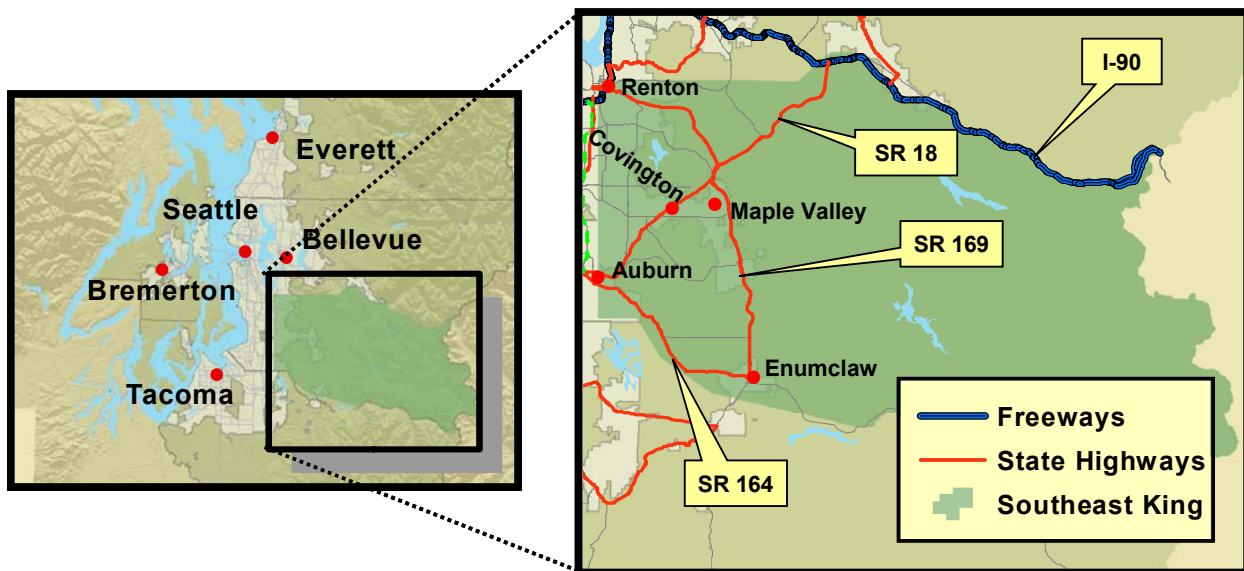 Everett
Seattle
Bellevue
Bremerton
Tacoma
I-90
Renton
SR 18
Covington
Maple Valley
SR 169
Auburn
Enumclaw
SR 164
Freeways
State Highways
Southeast King